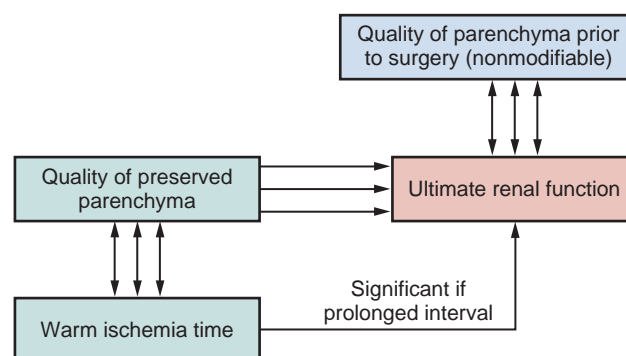 Quality of parenchyma prior
to surgery (nonmodifiable)
Quality of preserved
parenchyma
Ultimate renal function
Significant if
prolonged interval
Warm ischemia time